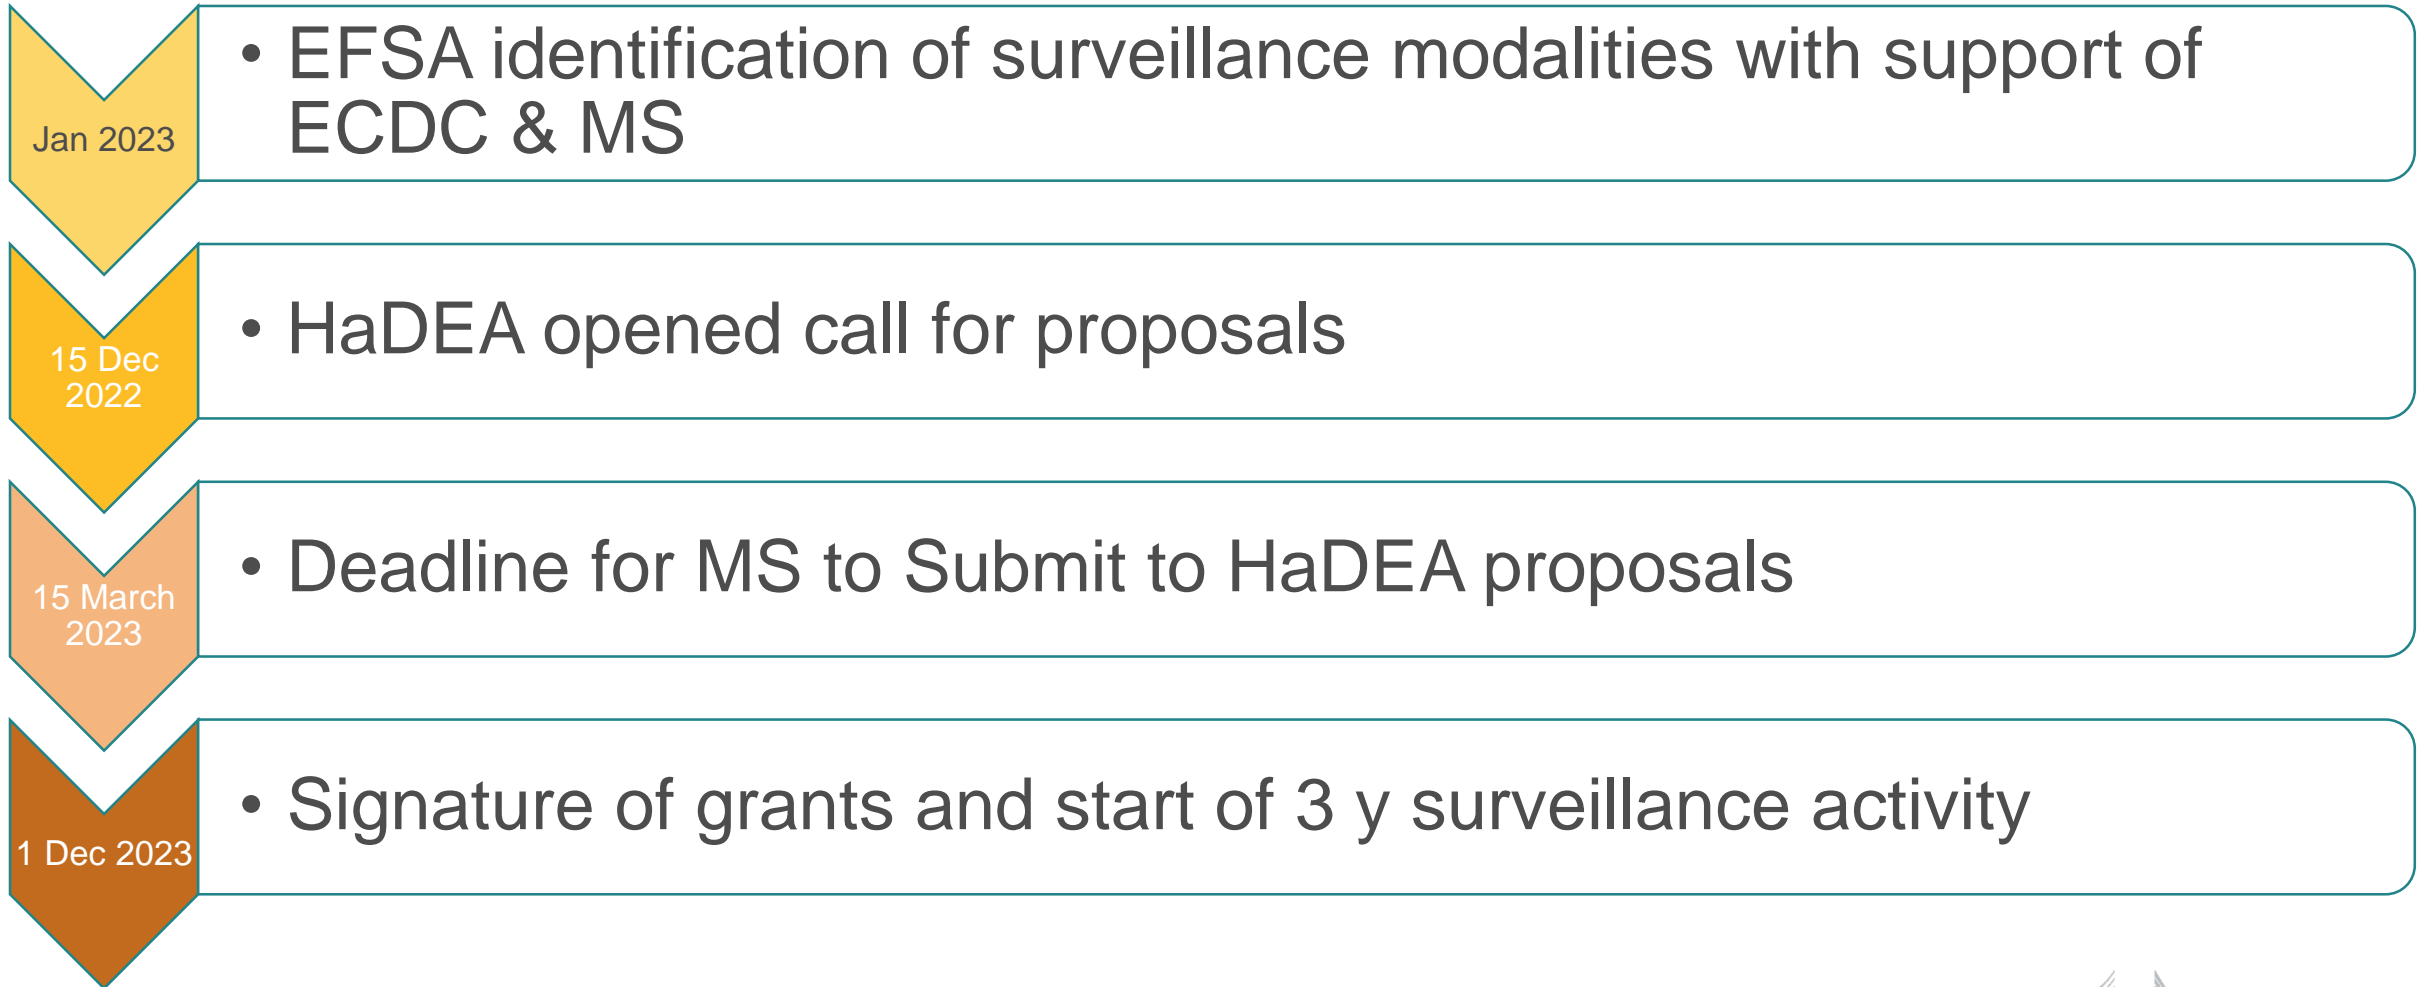 Jan 2023
• EFSA identification of surveillance modalities with support of
ECDC & MS
15 Dec
2022
• HaDEA opened call for proposals
15 March
2023
• Deadline for MS to Submit to HaDEA proposals
1 Dec 2023
• Signature of grants and start of 3 y surveillance activity